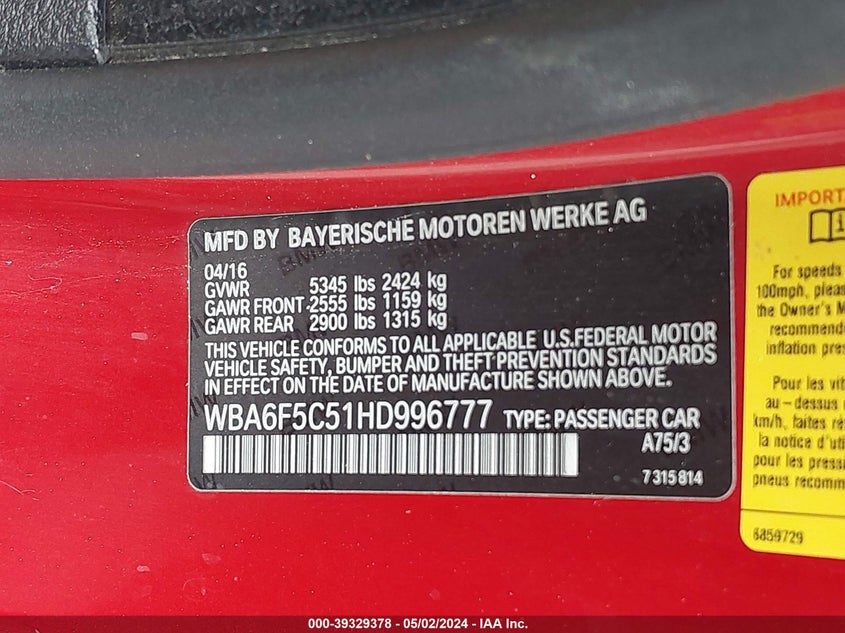 MFD BY BAYERISCHE MOTOREN WERKE AG
04/16
GVWR 5345 lbs 2424 kg
GAWR FRONT 2555 lbs 1159 kg
GAWR REAR 2900 lbs 1315 kg
THIS VEHICLE CONFORMS TO ALL APPLICABLE U.S.FEDERAL MOTOR
VEHICLE SAFETY, BUMPER AND THEFT PREVENTION STANDARDS
IN EFFECT ON THE DATE OF MANUFACTURE SHOWN ABOVE.
WBA6F5C51HD996777 TYPE: PASSENGER CAR
A75/3
7 315 814
IMPORT
For speeds
100mph, pleas
the Owner's M
recommende
inflation pres
Pour les vit
au-dessus
km/h, faites ré
la notice d'uti
pour les press
pneus recomm
6859729
000-39329378 - 05/02/2024 - IAA Inc.